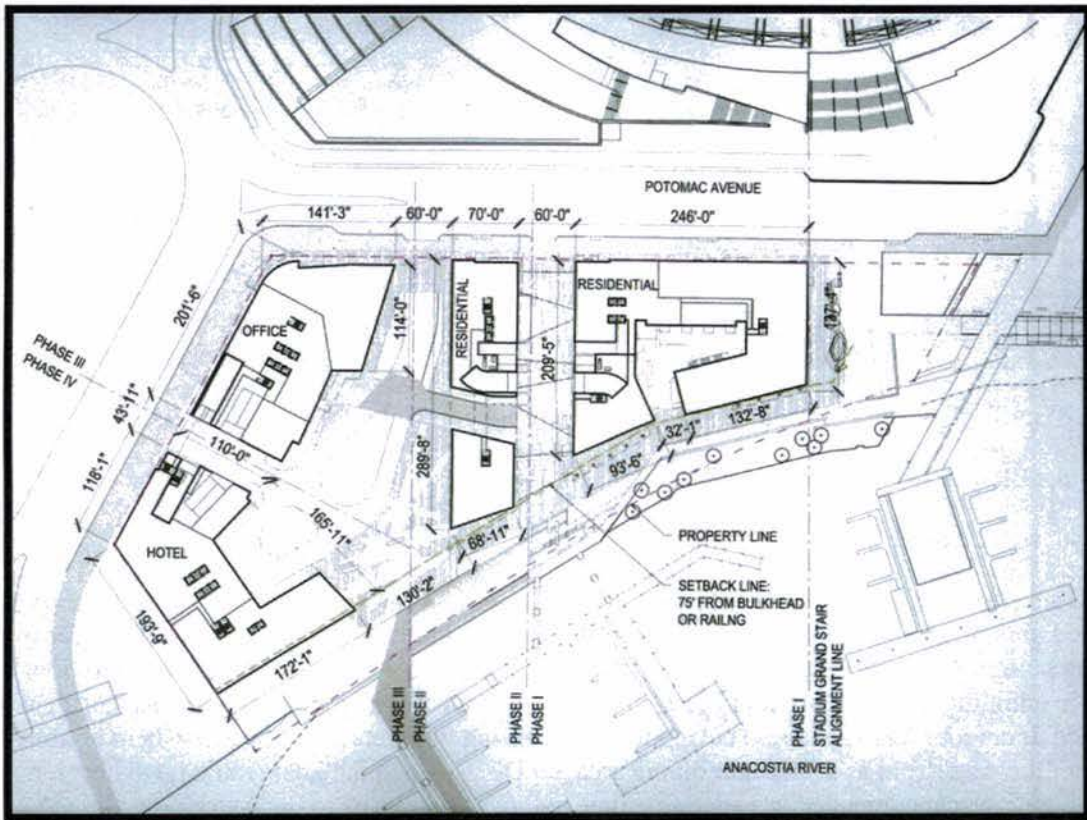 POTOMAC AVENUE
141'-3"
60'-0"
70'-0"
60'-0"
246'-0"
201'-6"
OFFICE
114'-0"
RESIDENTIAL
RESIDENTIAL
209'-5"
PHASE III
PHASE IV
43'-11"
118'-1"
110'-0"
165'-11"
289'-8"
HOTEL
193'-9"
172'-1"
130'-2"
68'-11"
93'-6"
32'-1"
132'-8"
PROPERTY LINE
SETBACK LINE:
75' FROM BULKHEAD
OR RAILNG
PHASE III
PHASE II
PHASE II
PHASE I
PHASE I
STADIUM GRAND STAIR
ALIGNMENT LINE
ANACOSTIA RIVER